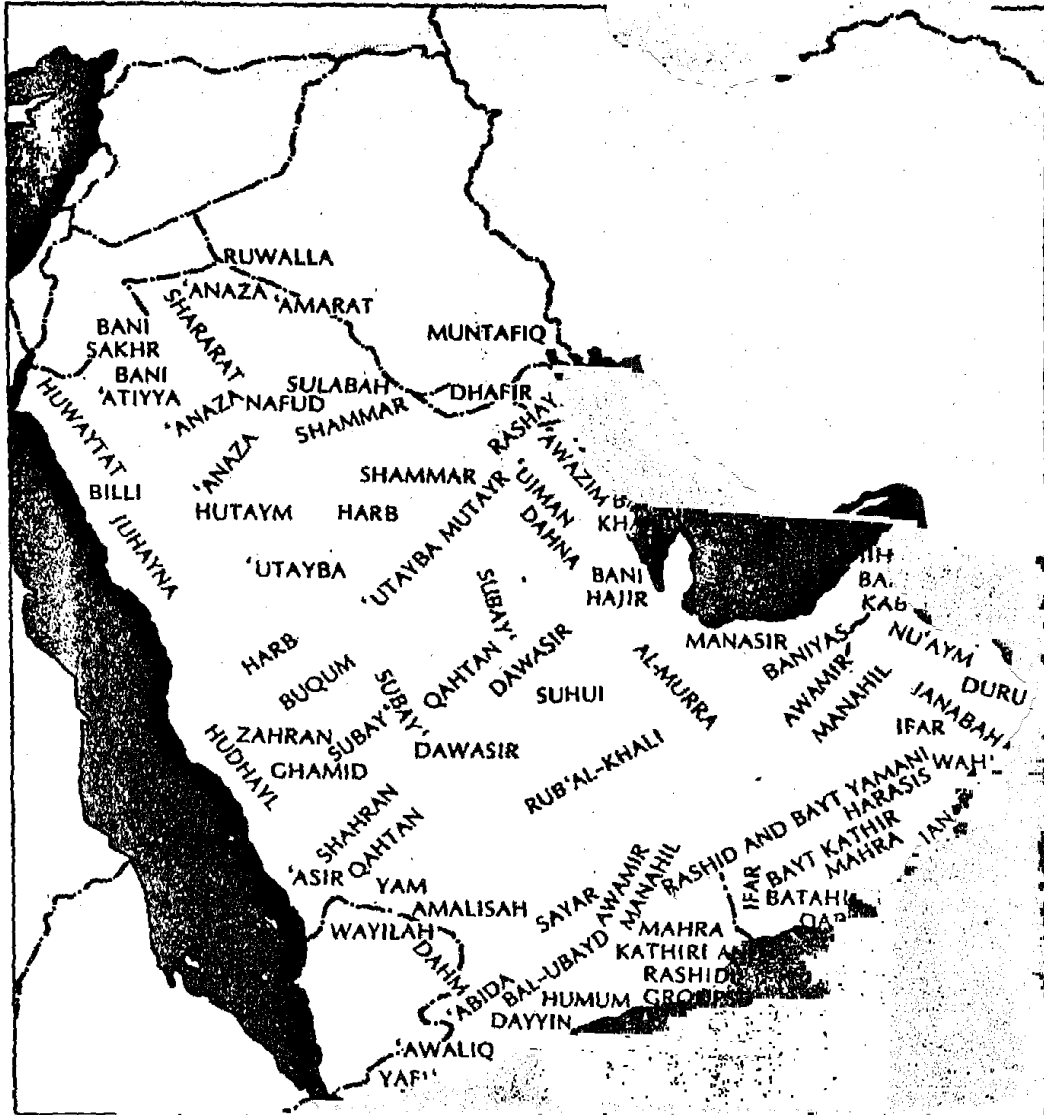 RUWALLA
'ANAZA
'AMARAT
SHARARAT
BANI
SAKHR
MUNTAFIQ
BANI
'ATIYYA
SULABAH
DHAFIR
HUWAYTAT
'ANAZA
NAFUD
SHAMMAR
RASHAY
'AWAZIM
'ANAZA
SHAMMAR
'UJMAN
BILLI
HUTAYM
HARB
'UTAYBA MUTAYR
DAHNA
JUHAYNA
'UTAYBA
BANI
HAJIR
SUBAY'
MANASIR
BANIYAS
NU'AYM
HARB
BUQUM
QAHTAN
DAWASIR
AL-MURRA
AWAMIR
MANAHIL
DURU
JANABAH
SUHUI
SUBAY'
SUBAY'
IFAR
ZAHRAN
GHAMID
HUDHAYL
DAWASIR
RUB'AL-KHALI
RASHID AND BAYT YAMANI
HARASIS
SHAHRAN
QAHTAN
BAYT KATHIR
MAHRA
'ASIR
YAM
AMALISAH
SAYAR
AWAMIR
MANAHIL
IFAR
WAYILAH
DAHM
MAHRA
KATHIRI
RASHIDI
GROUPS
'ABIDA
BAL-UBAYD
HUMUM
DAYYIN
'AWALIQ